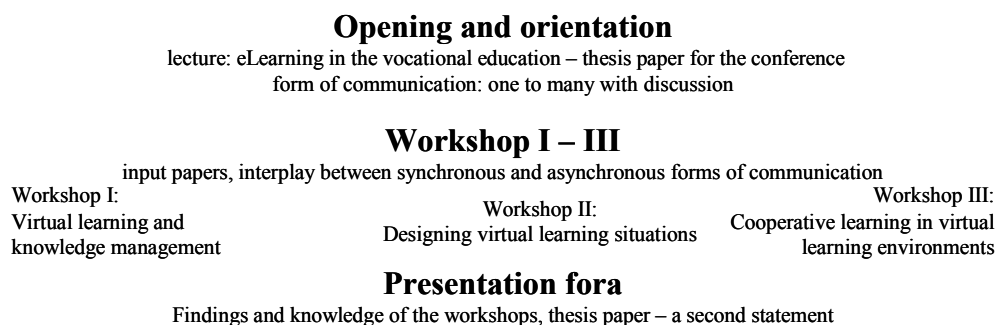 Opening and orientation
lecture: eLearning in the vocational education – thesis paper for the conference
form of communication: one to many with discussion
Workshop I – III
input papers, interplay between synchronous and asynchronous forms of communication
Workshop I:
Virtual learning and
knowledge management
Workshop II:
Designing virtual learning situations
Workshop III:
Cooperative learning in virtual
learning environments
Presentation fora
Findings and knowledge of the workshops, thesis paper – a second statement